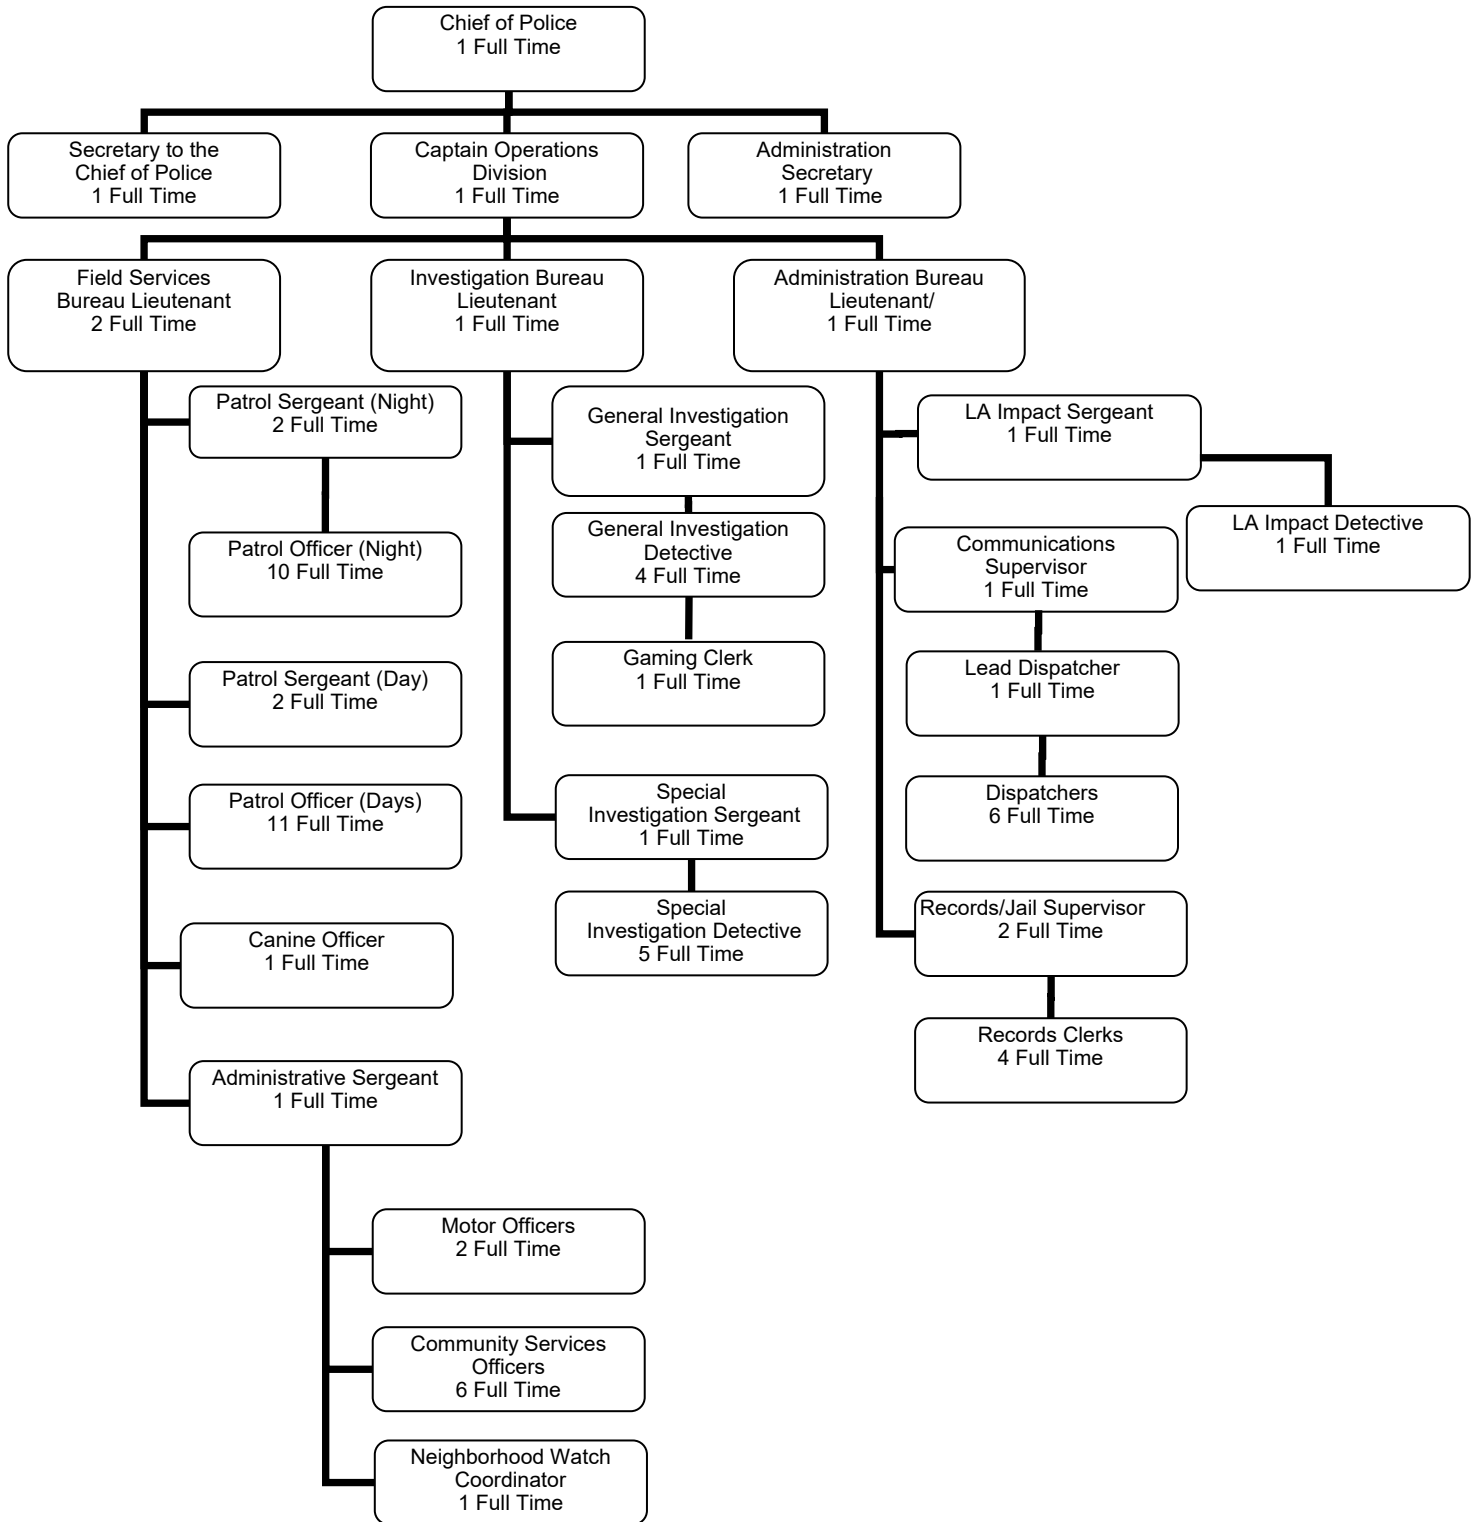 Chief of Police
1 Full Time
Secretary to the
Chief of Police
1 Full Time
Captain Operations
Division
1 Full Time
Administration
Secretary
1 Full Time
Field Services
Bureau Lieutenant
2 Full Time
Investigation Bureau
Lieutenant
1 Full Time
Administration Bureau
Lieutenant/
1 Full Time
Patrol Sergeant (Night)
2 Full Time
Patrol Officer (Night)
10 Full Time
Patrol Sergeant (Day)
2 Full Time
Patrol Officer (Days)
11 Full Time
Canine Officer
1 Full Time
Administrative Sergeant
1 Full Time
Motor Officers
2 Full Time
Community Services
Officers
6 Full Time
Neighborhood Watch
Coordinator
1 Full Time
General Investigation
Sergeant
1 Full Time
General Investigation
Detective
4 Full Time
Gaming Clerk
1 Full Time
Special
Investigation Sergeant
1 Full Time
Special
Investigation Detective
5 Full Time
LA Impact Sergeant
1 Full Time
LA Impact Detective
1 Full Time
Communications
Supervisor
1 Full Time
Lead Dispatcher
1 Full Time
Dispatchers
6 Full Time
Records/Jail Supervisor
2 Full Time
Records Clerks
4 Full Time